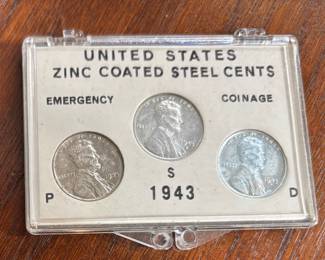 UNITED STATES
ZINC COATED STEEL CENTS
EMERGENCY COINAGE
S
P 1943 D